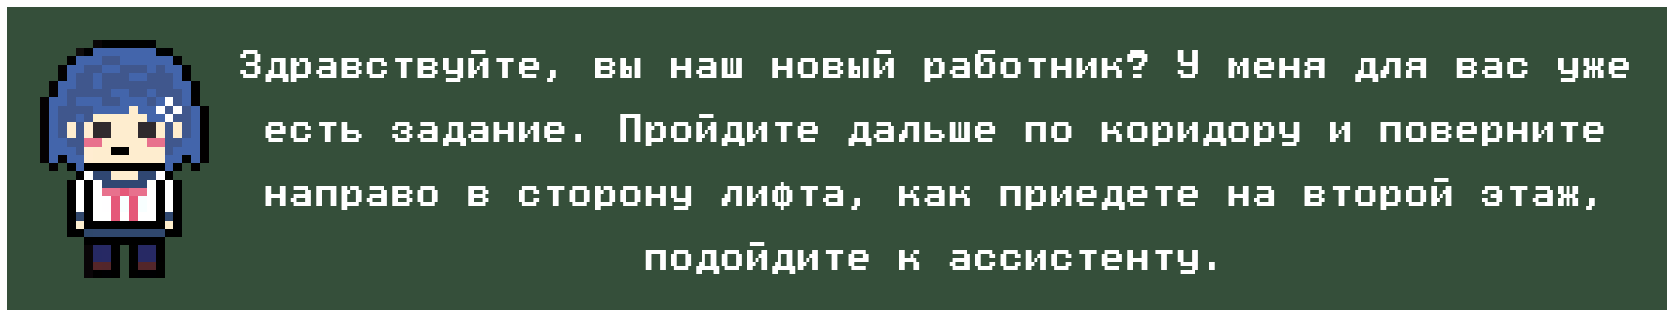 Здравствуйте, вы наш новый работник? У меня для вас уже
есть задание. Пройдите дальше по коридору и поверните
направо в сторону лифта, как приедете на второй этаж,
подойдите к ассистенту.